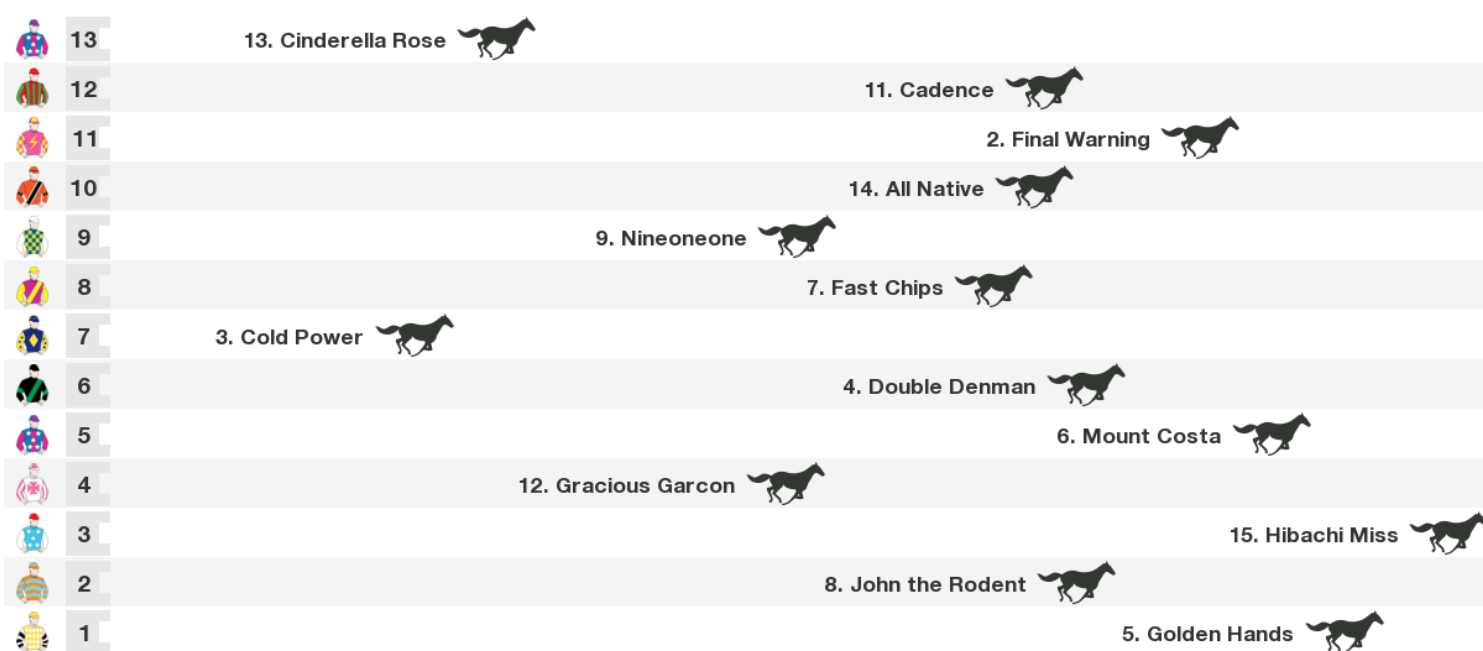 13 13. Cinderella Rose
12 11. Cadence
11 2. Final Warning
10 14. All Native
9 9. Nineoneone
8 7. Fast Chips
7 3. Cold Power
6 4. Double Denman
5 6. Mount Costa
4 12. Gracious Garcon
3 15. Hibachi Miss
2 8. John the Rodent
1 5. Golden Hands